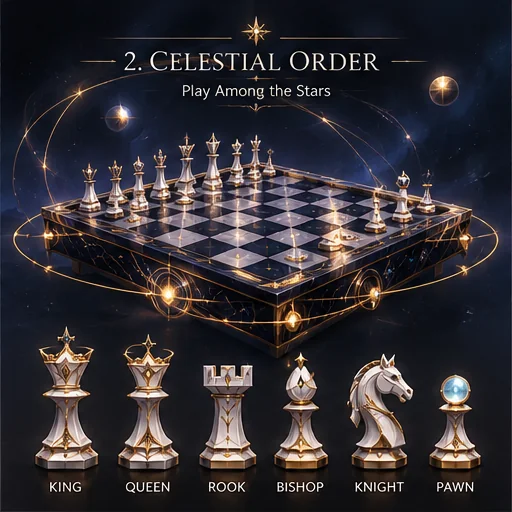 2. Celestial Order
Play Among the Stars
KING QUEEN ROOK BISHOP KNIGHT PAWN